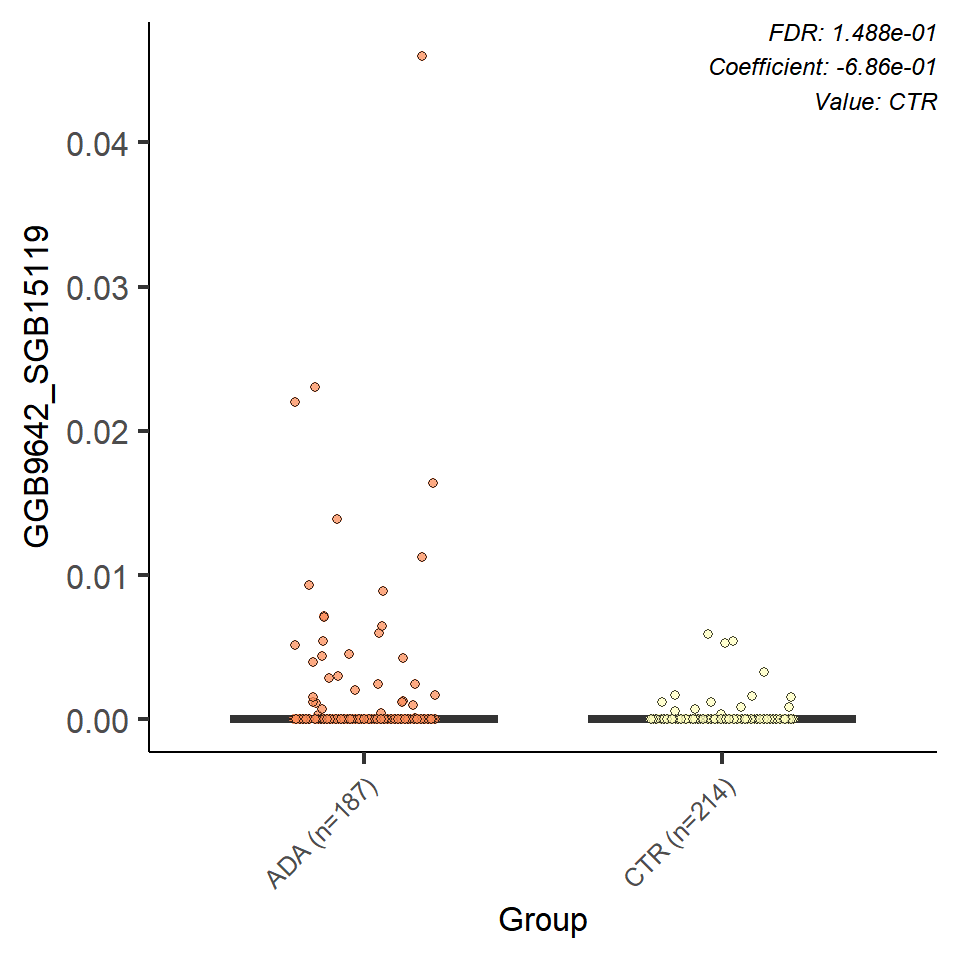 FDR: 1.488e-01
Coefficient: -6.86e-01
Value: CTR
0.04
0.03
0.02
0.01
0.00
GGB9642_SGB15119
ADA (n=187)
CTR (n=214)
Group